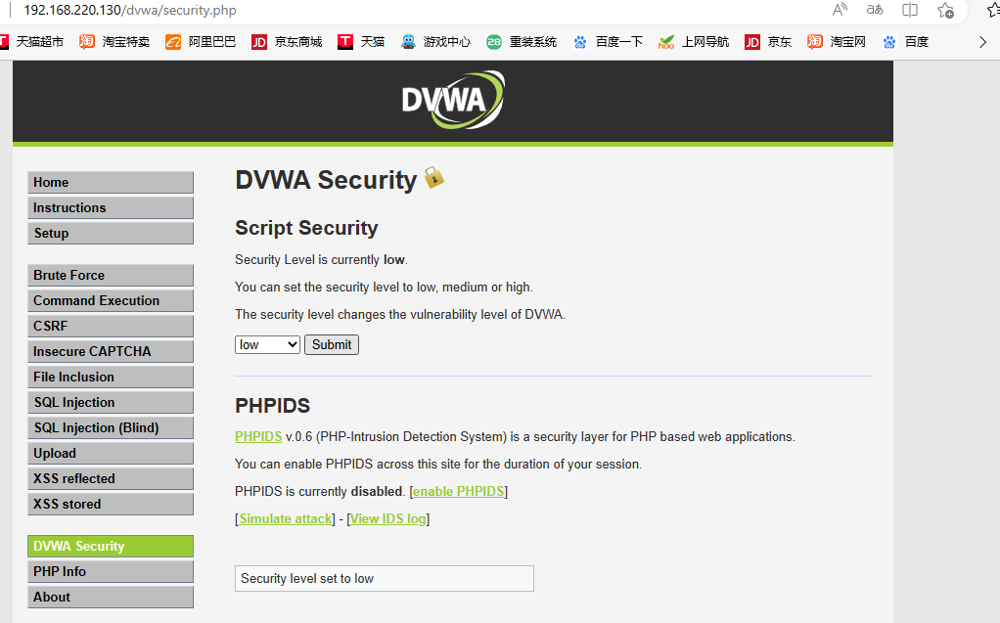 192.168.220.130/dvwa/security.php
天猫超市 淘宝特卖 阿里巴巴 JD 京东商城 天猫 游戏中心 28 重装系统 百度一下 hao 上网导航 JD 京东 淘宝网 百度
DVWA
Home
Instructions
Setup
Brute Force
Command Execution
CSRF
Insecure CAPTCHA
File Inclusion
SQL Injection
SQL Injection (Blind)
Upload
XSS reflected
XSS stored
DVWA Security
PHP Info
About
DVWA Security
Script Security
Security Level is currently low.
You can set the security level to low, medium or high.
The security level changes the vulnerability level of DVWA.
low Submit
PHPIDS
PHPIDS v.0.6 (PHP-Intrusion Detection System) is a security layer for PHP based web applications.
You can enable PHPIDS across this site for the duration of your session.
PHPIDS is currently disabled. [enable PHPIDS]
[Simulate attack] - [View IDS log]
Security level set to low